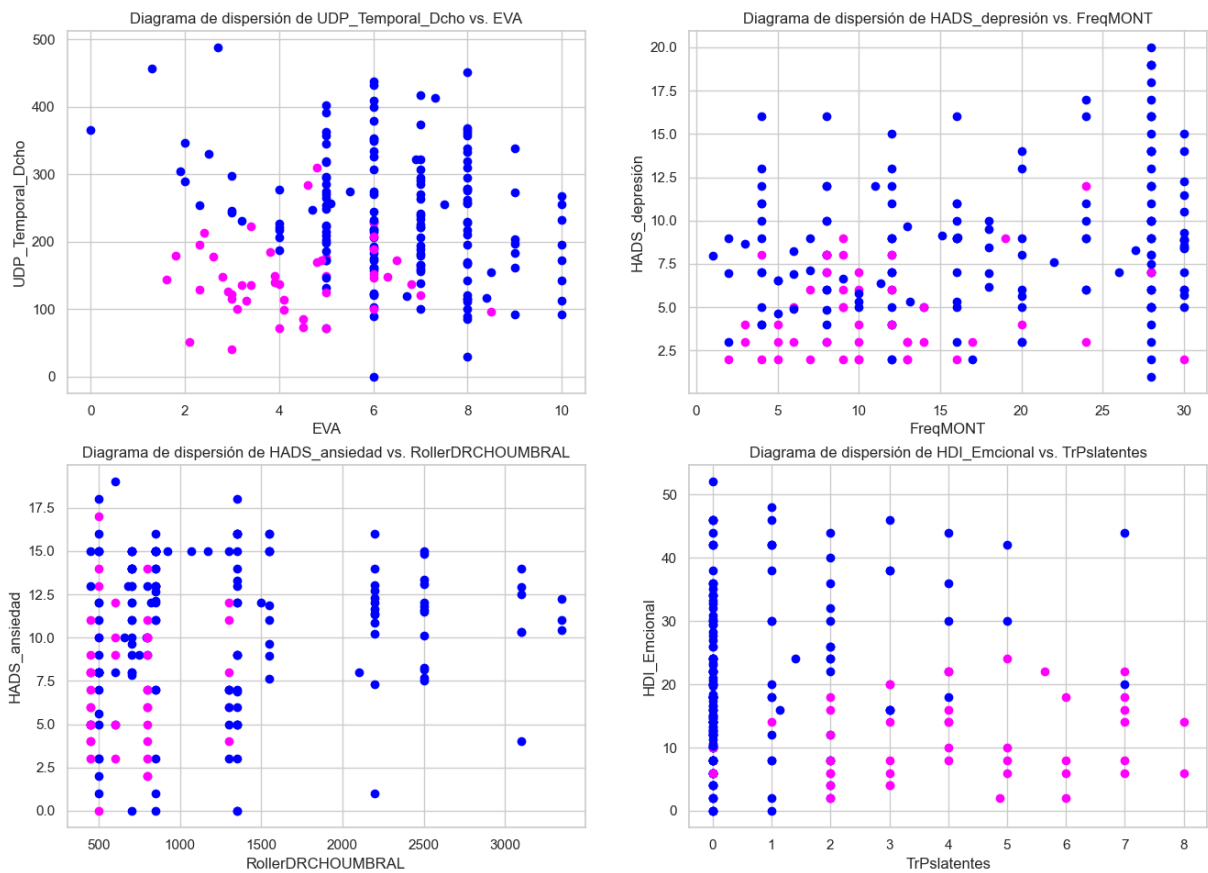 Diagrama de dispersión de UDP_Temporal_Dcho vs. EVA
500
400
300
200
100
0
UDP_Temporal_Dcho
0 2 4 6 8 10
EVA
Diagrama de dispersión de HADS_depresión vs. FreqMONT
20.0
17.5
15.0
12.5
10.0
7.5
5.0
2.5
HADS_depresión
0 5 10 15 20 25 30
FreqMONT
Diagrama de dispersión de HADS_ansiedad vs. RollerDRCHOUMBRAL
17.5
15.0
12.5
10.0
7.5
5.0
2.5
0.0
HADS_ansiedad
500 1000 1500 2000 2500 3000
RollerDRCHOUMBRAL
Diagrama de dispersión de HDI_Emcional vs. TrPslatentes
50
40
30
20
10
0
HDI_Emcional
0 1 2 3 4 5 6 7 8
TrPslatentes